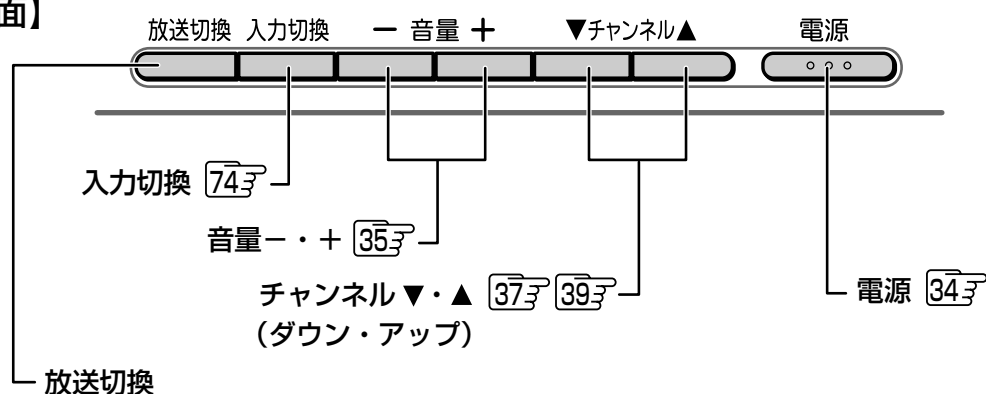 面】
放送切換 入力切換 － 音量 ＋ ▼チャンネル▲ 電源
入力切換 74
音量－・＋ 35
チャンネル▼・▲ 37 39
（ダウン・アップ）
電源 34
放送切換